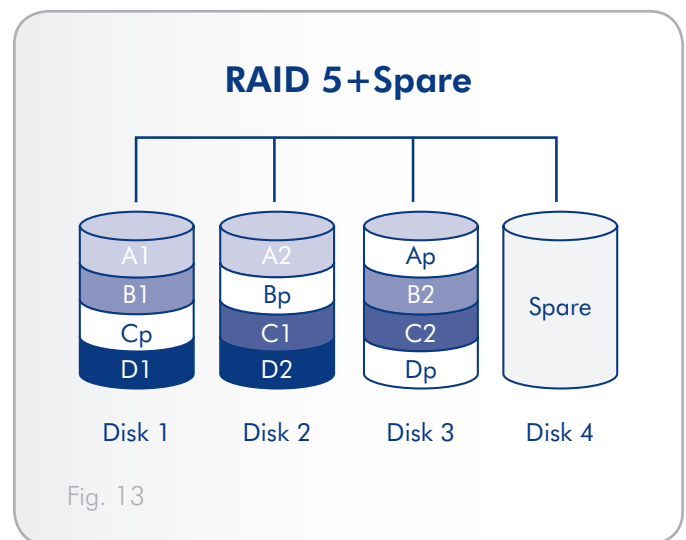 RAID 5+Spare
A1 A2 Ap
B1 Bp B2 Spare
Cp C1 C2
D1 D2 Dp
Disk 1 Disk 2 Disk 3 Disk 4
Fig. 13